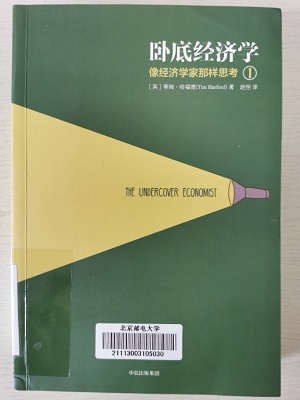 卧底经济学
像经济学家那样思考 1
[英] 蒂姆·哈福德(Tim Harford) 著 赵恒 译
THE UNDERCOVER ECONOMIST
北京邮电大学
21113003105030
中信出版集团